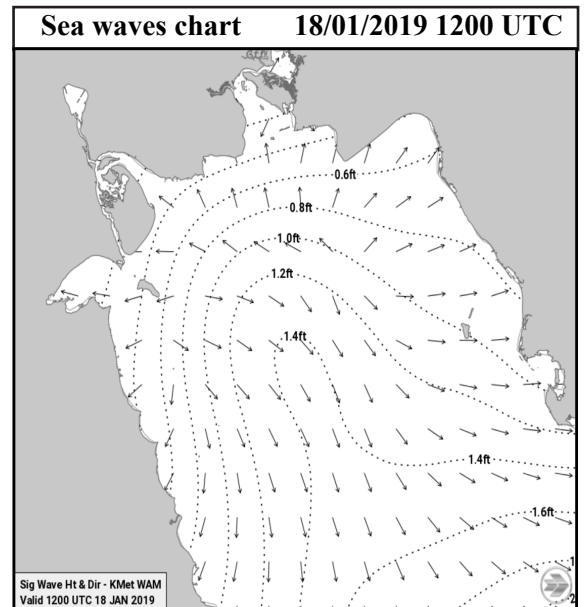 Sea waves chart 18/01/2019 1200 UTC
0.6ft
0.8ft
1.0ft
1.2ft
1.4ft
1.4ft
1.6ft
Sig Wave Ht & Dir - KMet WAM
Valid 1200 UTC 18 JAN 2019